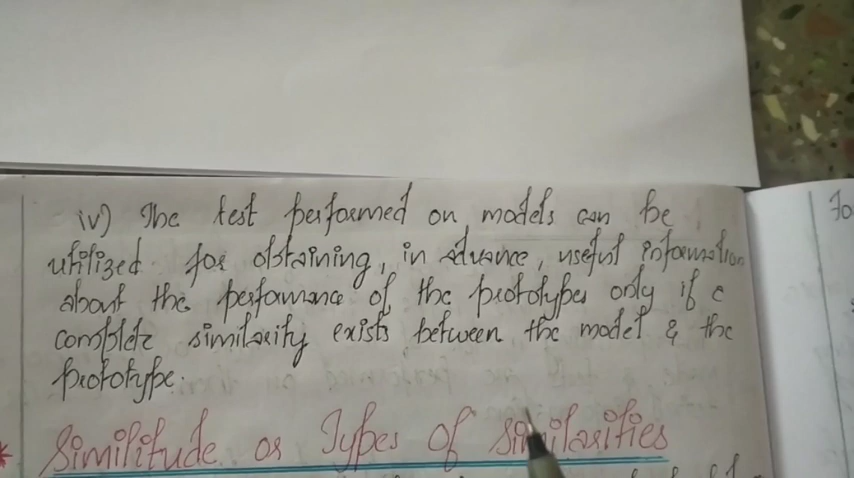 iv) The test performed on models can be
utilized for obtaining, in advance, useful information
about the performance of the prototypes only if a
complete similarity exists between the model & the
prototype.
* Similitude or Types of Similarities